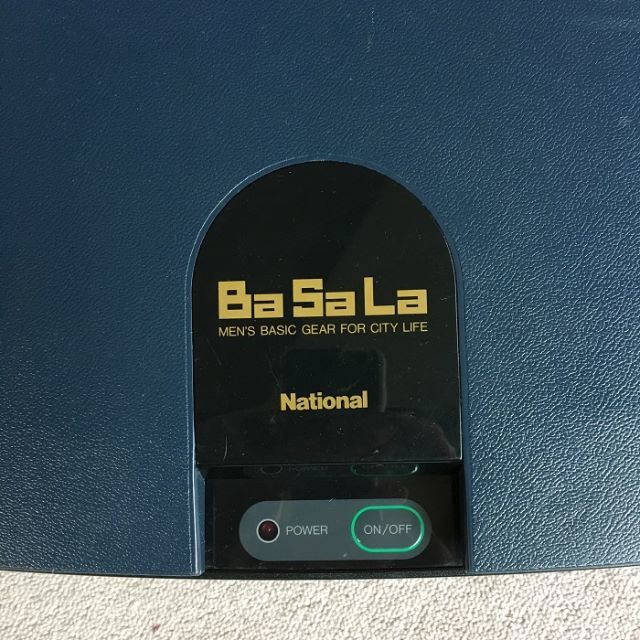 Ba Sa La
MEN'S BASIC GEAR FOR CITY LIFE
National
POWER ON/OFF